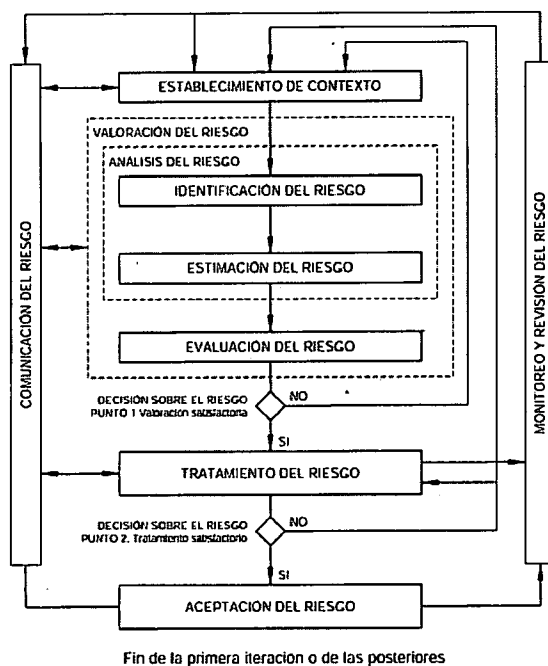 ESTABLECIMIENTO DE CONTEXTO
VALORACIÓN DEL RIESGO
ANÁLISIS DEL RIESGO
IDENTIFICACIÓN DEL RIESGO
ESTIMACIÓN DEL RIESGO
EVALUACIÓN DEL RIESGO
DECISIÓN SOBRE EL RIESGO
PUNTO 1 Valoración satisfactoria
NO
SI
TRATAMIENTO DEL RIESGO
DECISIÓN SOBRE EL RIESGO
PUNTO 2. Tratamiento satisfactorio
NO
SI
ACEPTACIÓN DEL RIESGO
COMUNICACIÓN DEL RIESGO
MONITOREO Y REVISIÓN DEL RIESGO
Fin de la primera iteracion o de las posteriores